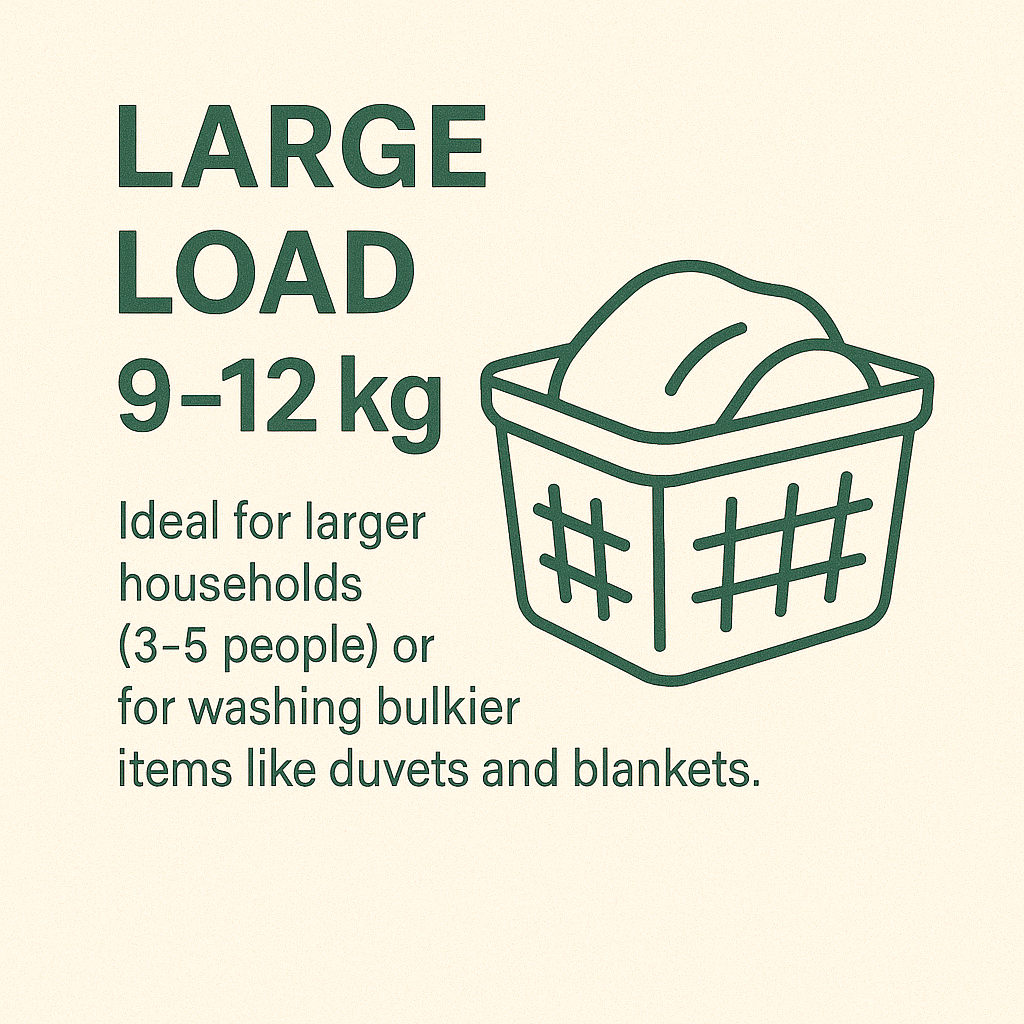 LARGE
LOAD
9–12 kg
Ideal for larger
households
(3–5 people) or
for washing bulkier
items like duvets and blankets.